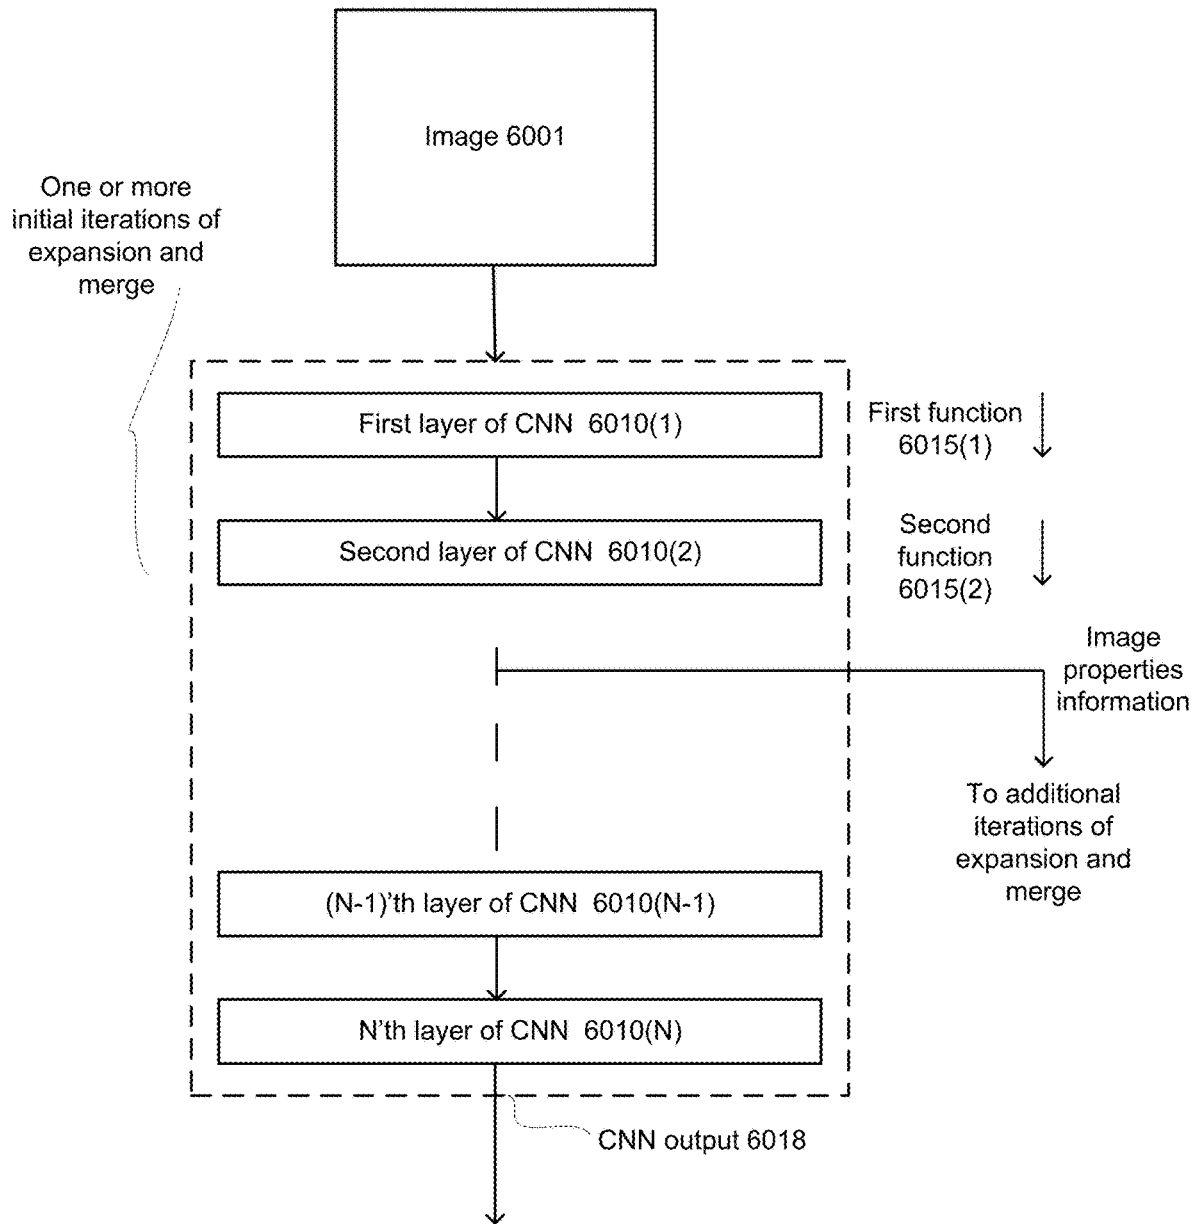 Image 6001
One or more
initial iterations of
expansion and
merge
First layer of CNN 6010(1)
First function
6015(1)
Second layer of CNN 6010(2)
Second
function
6015(2)
Image
properties
information
To additional
iterations of
expansion and
merge
(N-1)'th layer of CNN 6010(N-1)
N'th layer of CNN 6010(N)
CNN output 6018